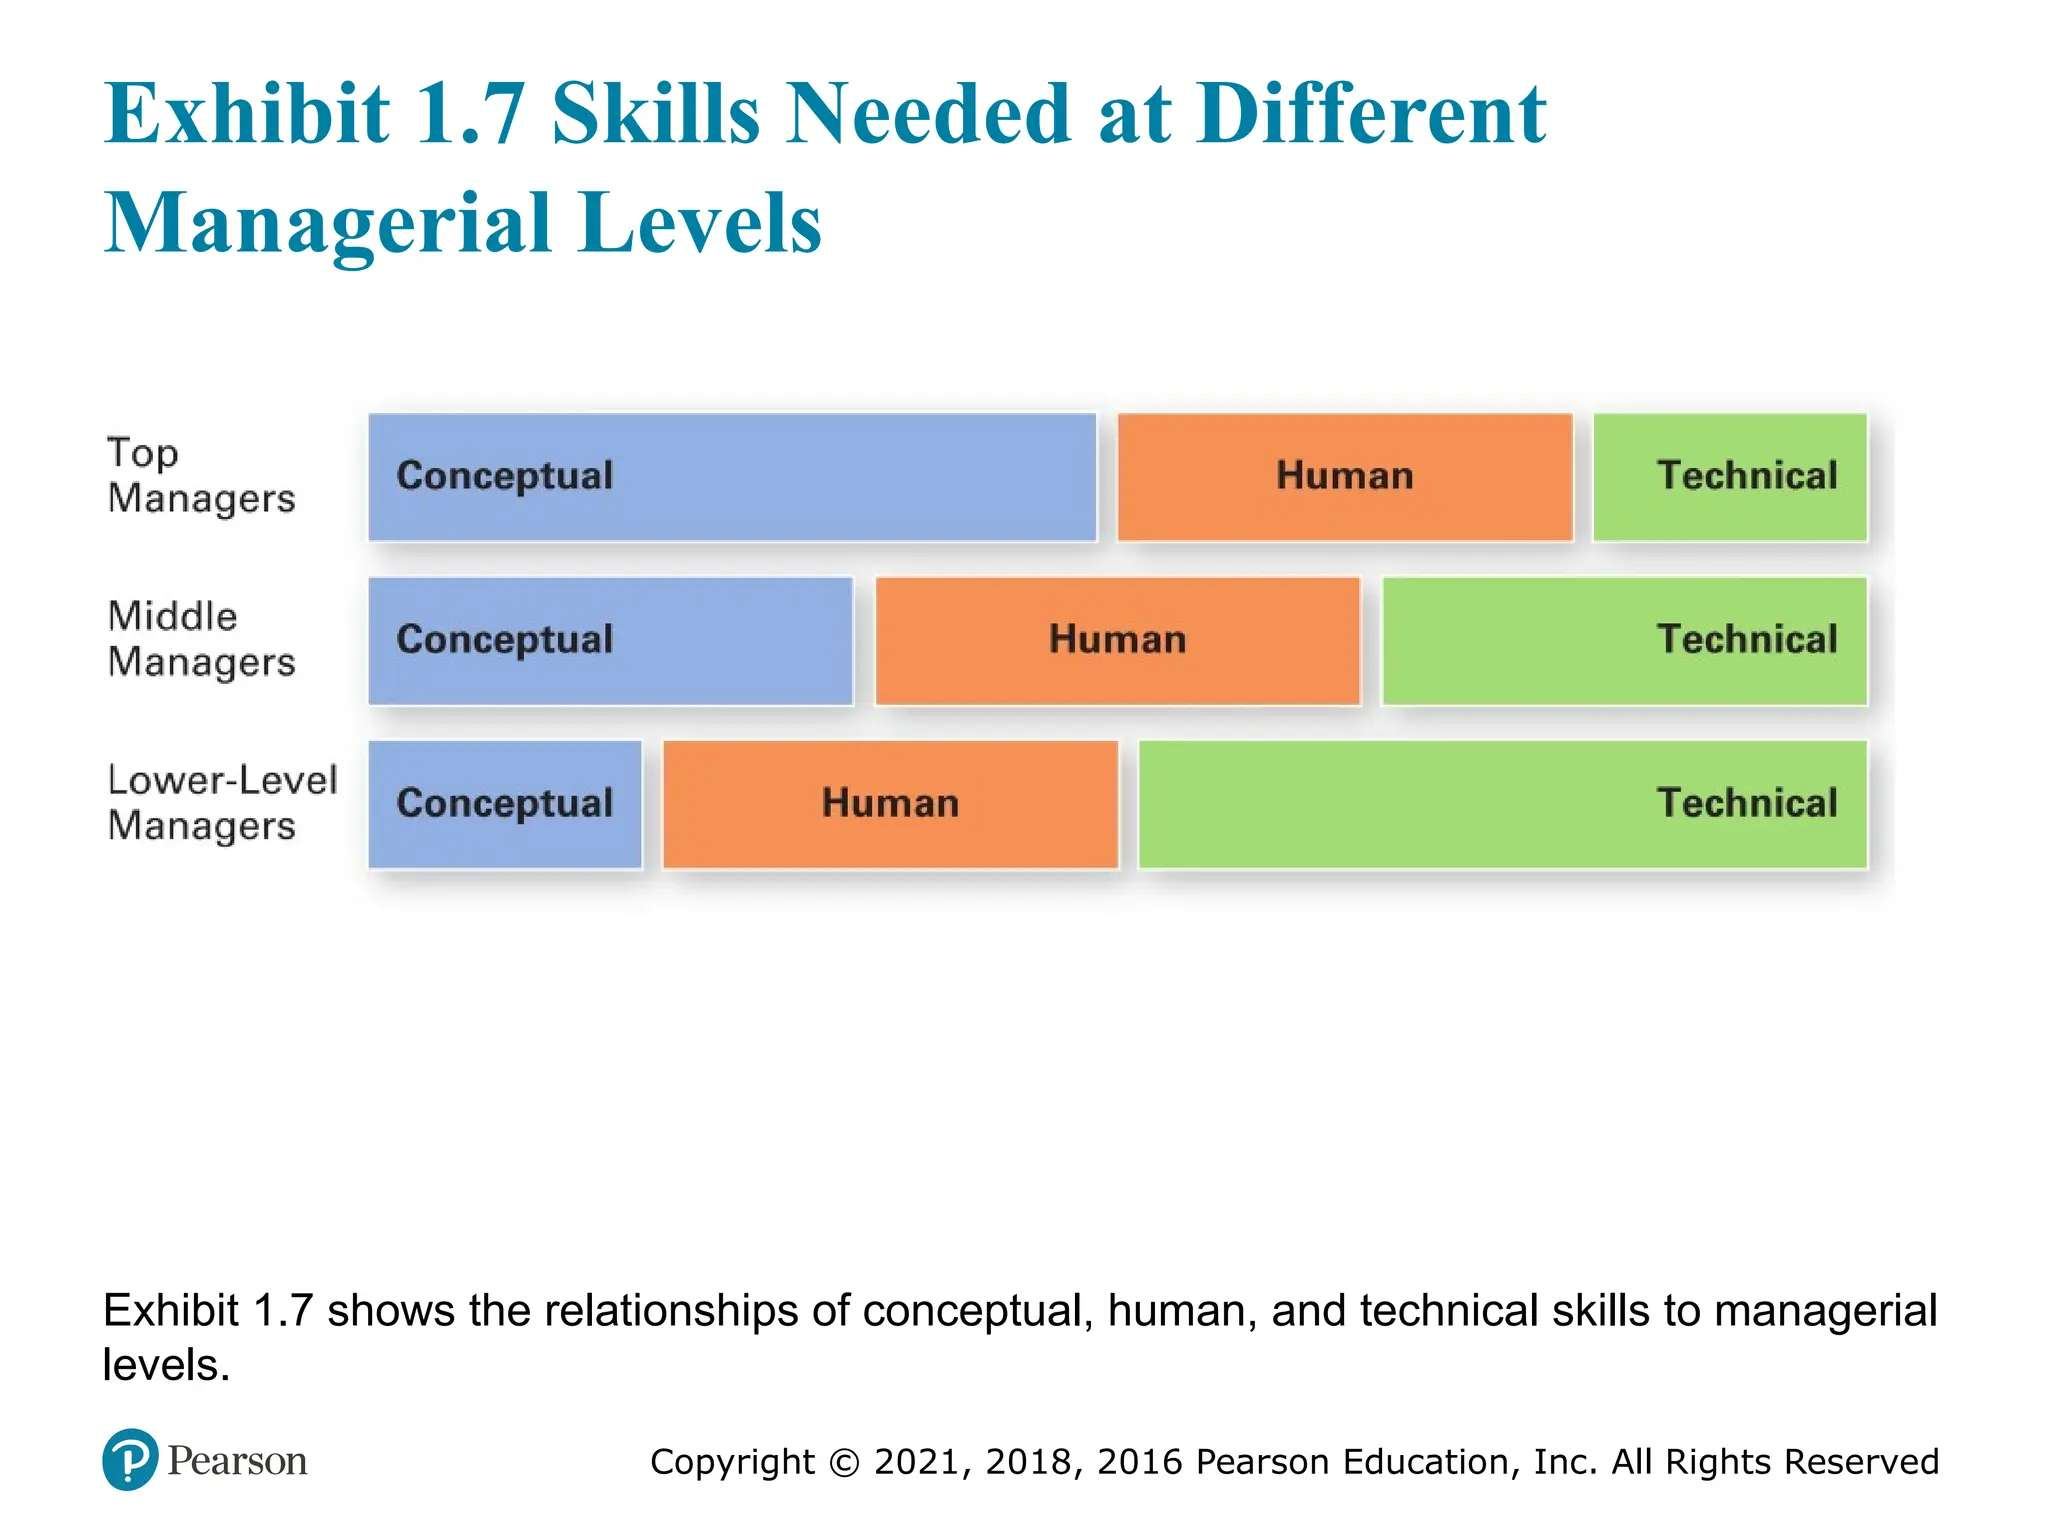 Exhibit 1.7 Skills Needed at Different
Managerial Levels
Top
Managers
Conceptual
Human
Technical
Middle
Managers
Conceptual
Human
Technical
Lower-Level
Managers
Conceptual
Human
Technical
Exhibit 1.7 shows the relationships of conceptual, human, and technical skills to managerial
levels.
Pearson
Copyright © 2021, 2018, 2016 Pearson Education, Inc. All Rights Reserved